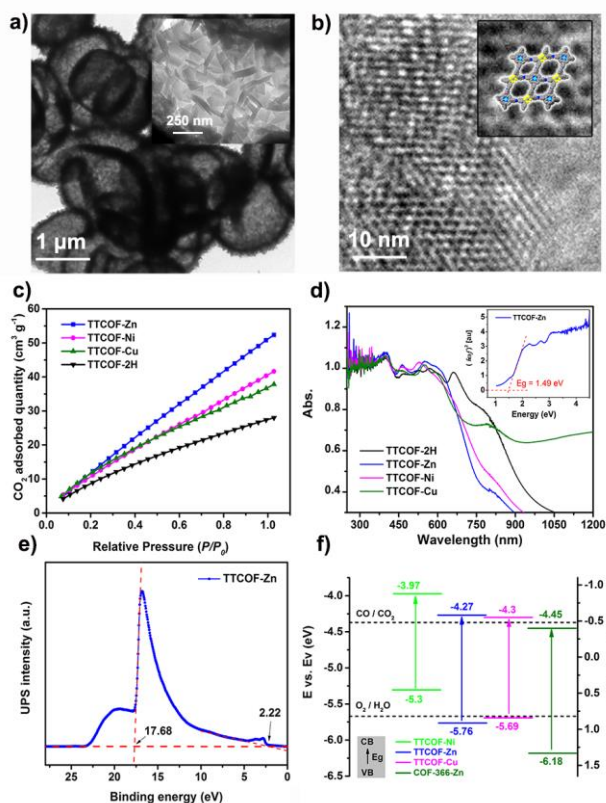 a)
250 nm
1 μm
b)
10 nm
c)
CO2 adsorbed quantity (cm3 g-1)
60
50
40
30
20
10
0
TTCOF-Zn
TTCOF-Ni
TTCOF-Cu
TTCOF-2H
0.0 0.2 0.4 0.6 0.8 1.0
Relative Pressure (P/P0)
d)
Abs.
1.2
1.0
0.8
0.6
0.4
TTCOF-2H
TTCOF-Zn
TTCOF-Ni
TTCOF-Cu
300 450 600 750 900 1050 1200
Wavelength (nm)
5
4
3
2
1
0
TTCOF-Zn
Eg = 1.49 eV
1 2 3 4
Energy (eV)
e)
UPS intensity (a.u.)
TTCOF-Zn
2.22
17.68
25 20 15 10 5 0
Binding energy (eV)
f)
E vs. Ev (eV)
-4.0
-4.5
-5.0
-5.5
-6.0
-6.5
-3.97
-4.27
-4.3
-4.45
CO / CO2
-5.3
O2 / H2O
-5.76
-5.69
-6.18
CB
Eg
VB
TTCOF-Ni
TTCOF-Zn
TTCOF-Cu
COF-366-Zn
-1.0
-0.5
0.0
0.5
1.0
1.5